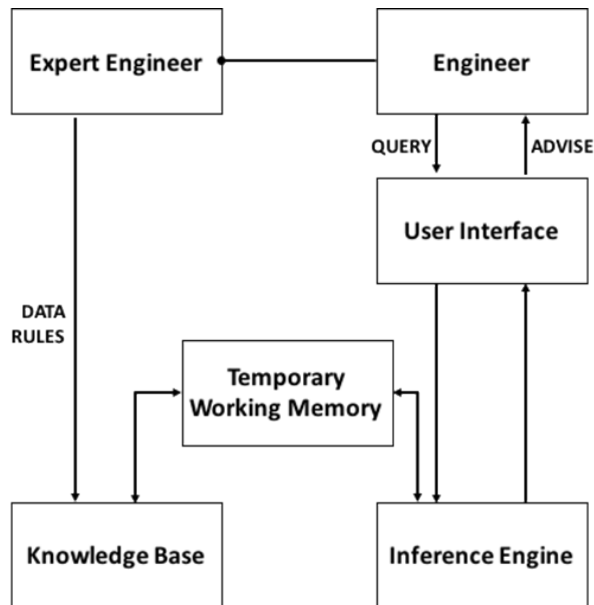 Expert Engineer
Engineer
QUERY
ADVISE
User Interface
DATA
RULES
Temporary
Working Memory
Knowledge Base
Inference Engine